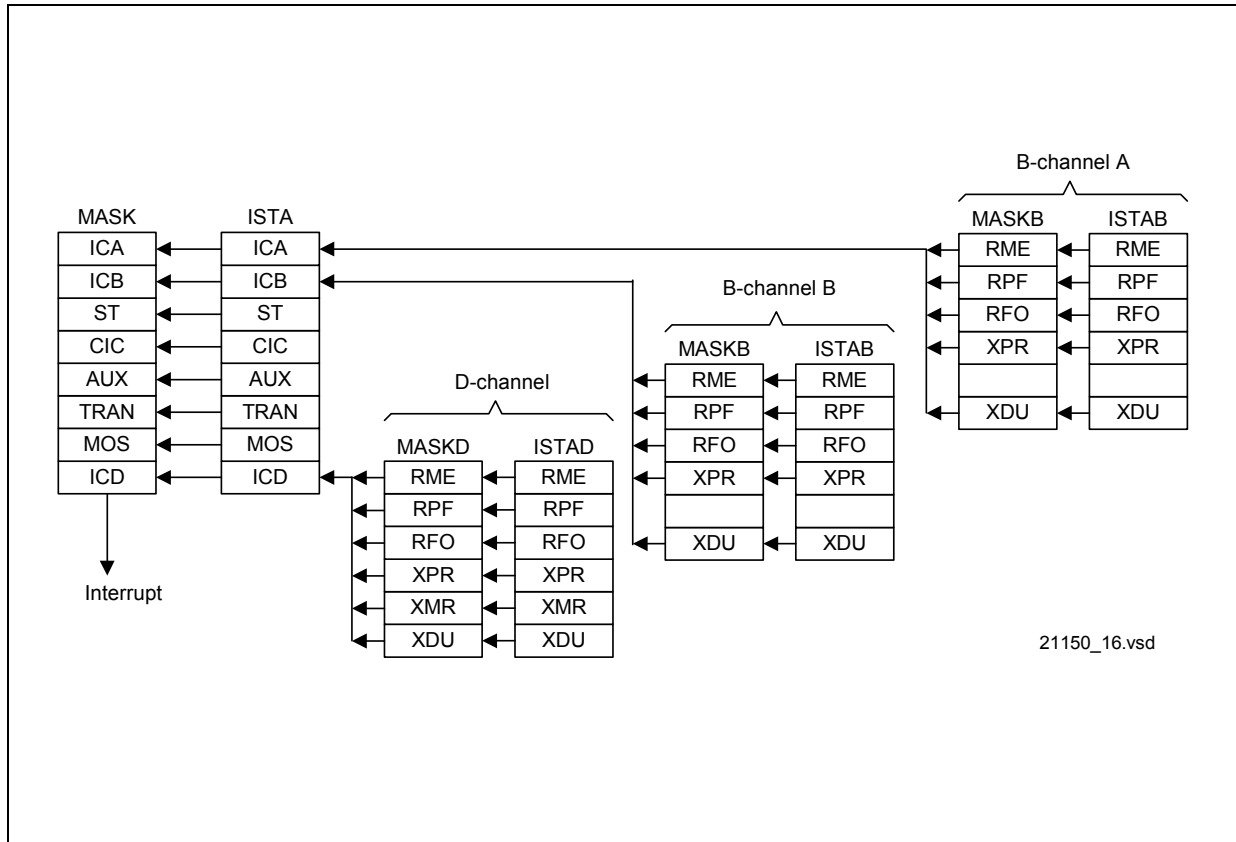 B-channel A
MASKB ISTAB
RME RME
RPF RPF
RFO RFO
XPR XPR
XDU XDU
MASK ISTA
ICA ICA
ICB ICB
ST ST
CIC CIC
AUX AUX
TRAN TRAN
MOS MOS
ICD ICD
Interrupt
B-channel B
MASKB ISTAB
RME RME
RPF RPF
RFO RFO
XPR XPR
XDU XDU
D-channel
MASKD ISTAD
RME RME
RPF RPF
RFO RFO
XPR XPR
XMR XMR
XDU XDU
21150_16.vsd